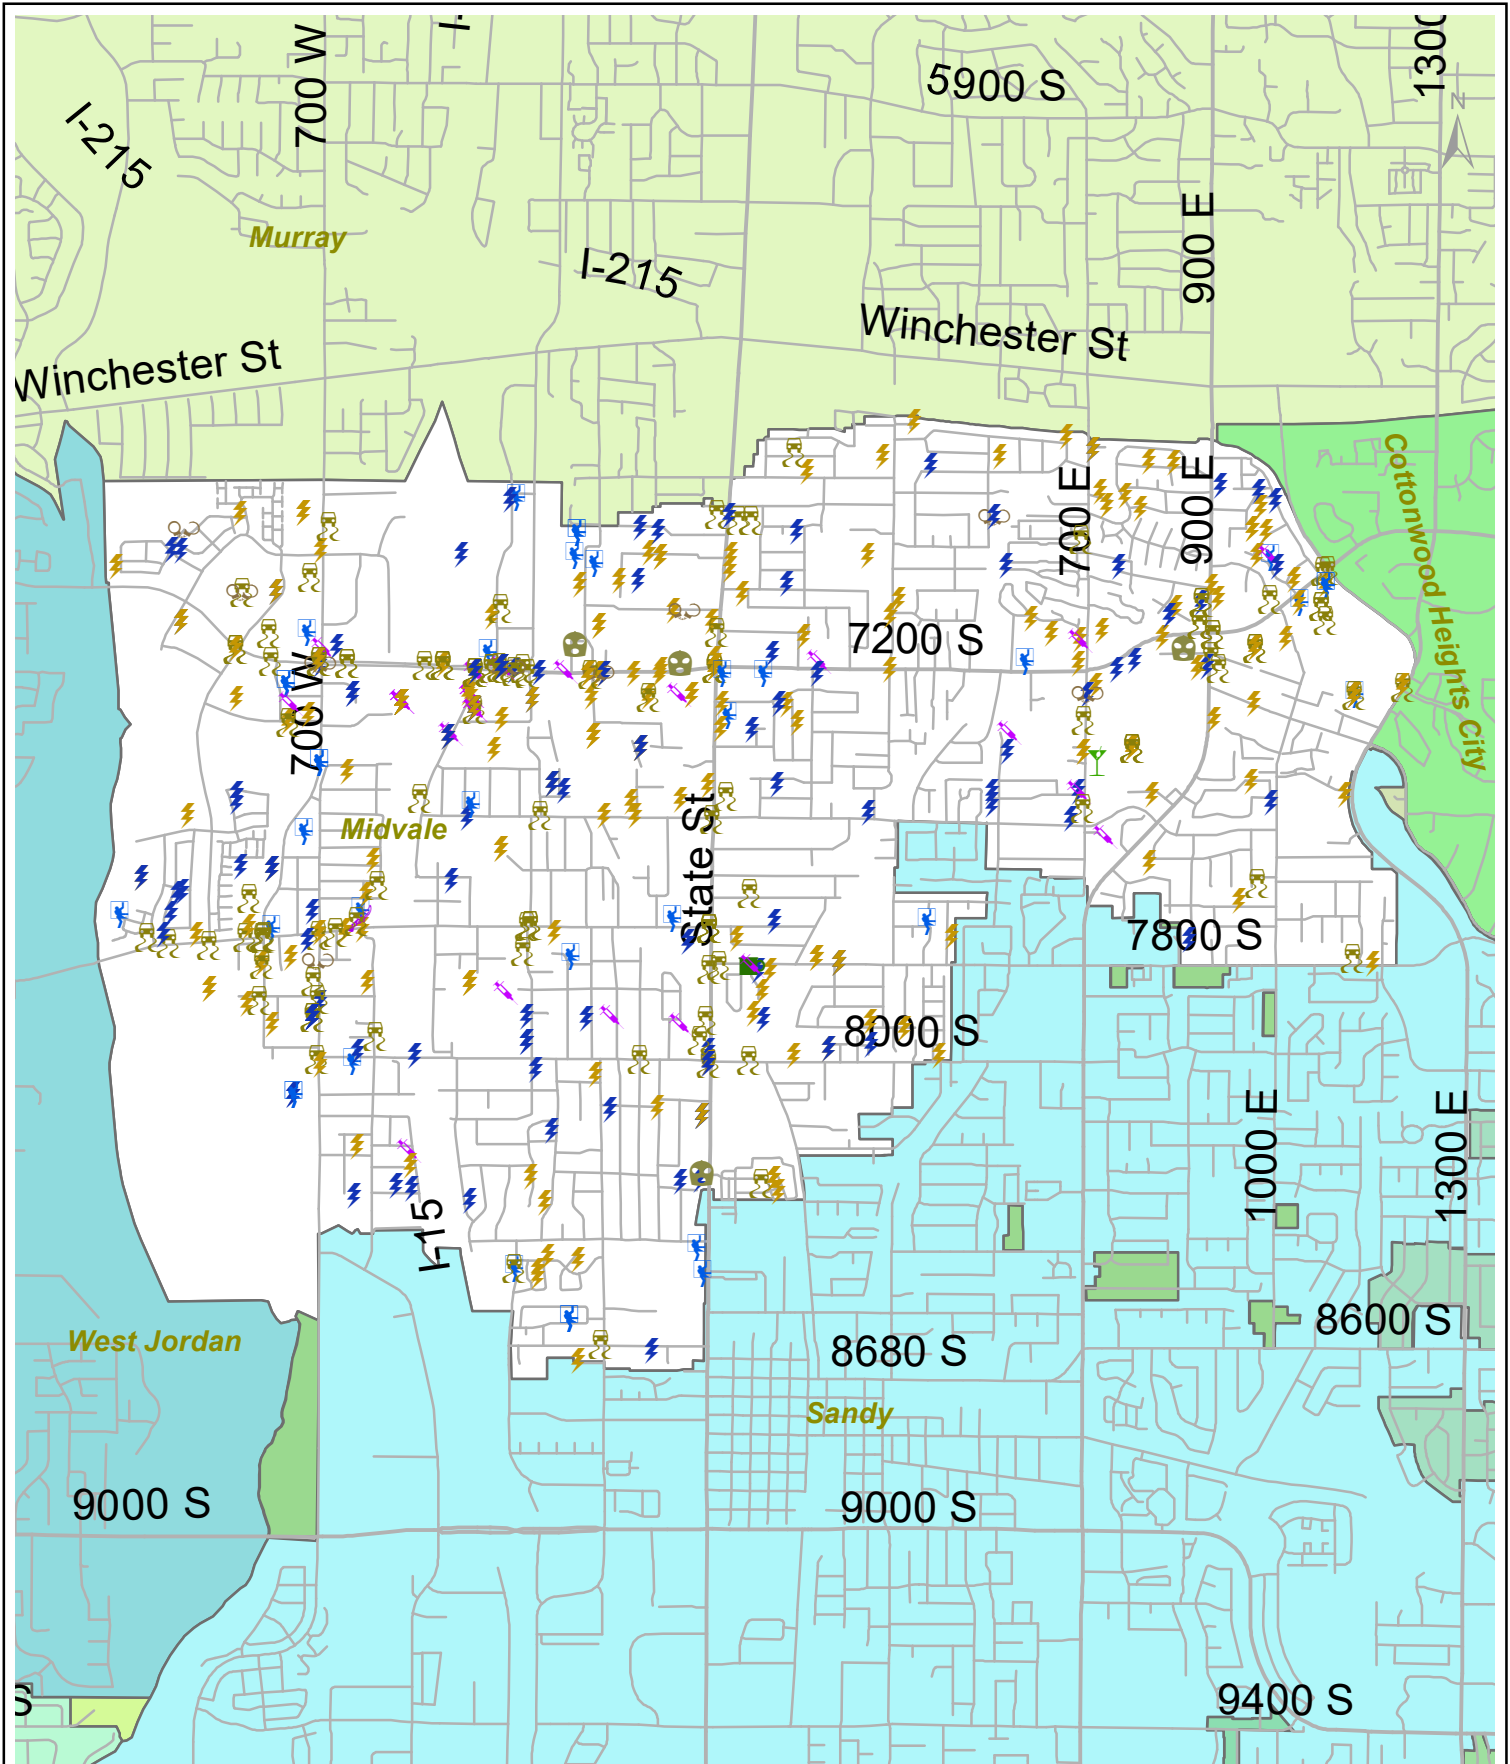 1300
I-
700 W
5900 S
I-215
N
Murray
900 E
I-215
Winchester St
Winchester St
Cottonwood Heights City
700 E
900 E
7200 S
700 W
State St
Midvale
7800 S
8000 S
1000 E
1300 E
I-15
8600 S
West Jordan
8680 S
Sandy
9000 S
9000 S
S
9400 S